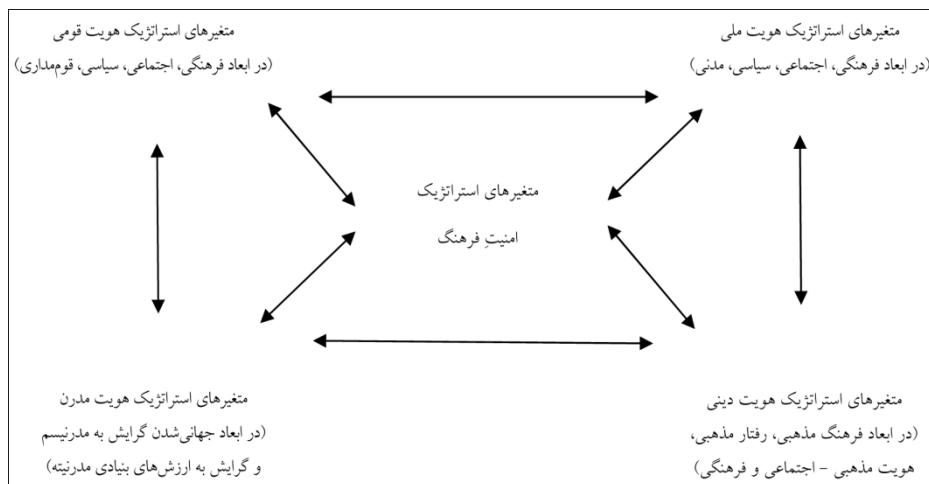 متغیرهای استراتژیک هویت ملی
(در ابعاد فرهنگی، اجتماعی، سیاسی، مدنی)
متغیرهای استراتژیک هویت قومی
(در ابعاد فرهنگی، اجتماعی، سیاسی، قوم‌مداری)
متغیرهای استراتژیک
امنیتِ فرهنگ
متغیرهای استراتژیک هویت دینی
(در ابعاد فرهنگ مذهبی، رفتار مذهبی،
هویت مذهبی – اجتماعی و فرهنگی)
متغیرهای استراتژیک هویت مدرن
(در ابعاد جهانی‌شدن گرایش به مدرنیسم
و گرایش به ارزش‌های بنیادی مدرنیته)